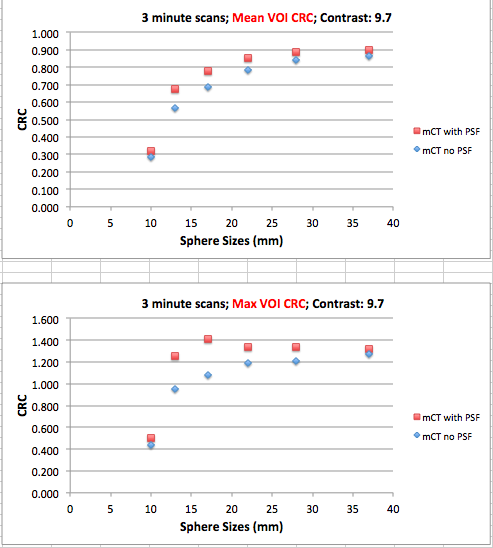 3 minute scans; Mean VOI CRC; Contrast: 9.7
1.000
0.900
0.800
0.700
0.600
0.500
0.400
0.300
0.200
0.100
0.000
CRC
0 5 10 15 20 25 30 35 40
Sphere Sizes (mm)
mCT with PSF
mCT no PSF
3 minute scans; Max VOI CRC; Contrast: 9.7
1.600
1.400
1.200
1.000
0.800
0.600
0.400
0.200
0.000
CRC
0 5 10 15 20 25 30 35 40
Sphere Sizes (mm)
mCT with PSF
mCT no PSF